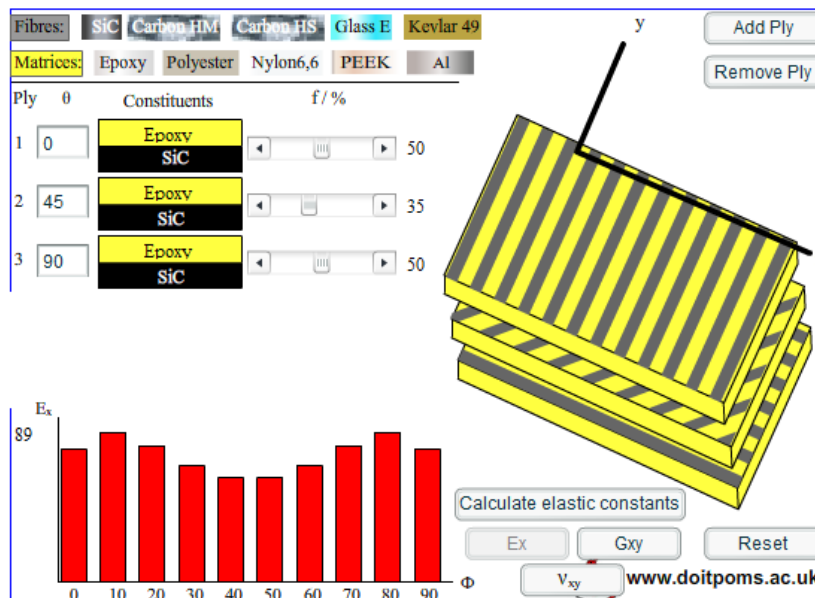 Fibres: SiC Carbon HM Carbon HS Glass E Kevlar 49
Matrices: Epoxy Polyester Nylon6,6 PEEK Al
Add Ply
Remove Ply
y
Ply θ Constituents f / %
1 0 Epoxy SiC 50
2 45 Epoxy SiC 35
3 90 Epoxy SiC 50
Ex
89
0 10 20 30 40 50 60 70 80 90 Φ
Calculate elastic constants
Ex Gxy Reset
νxy www.doitpoms.ac.uk